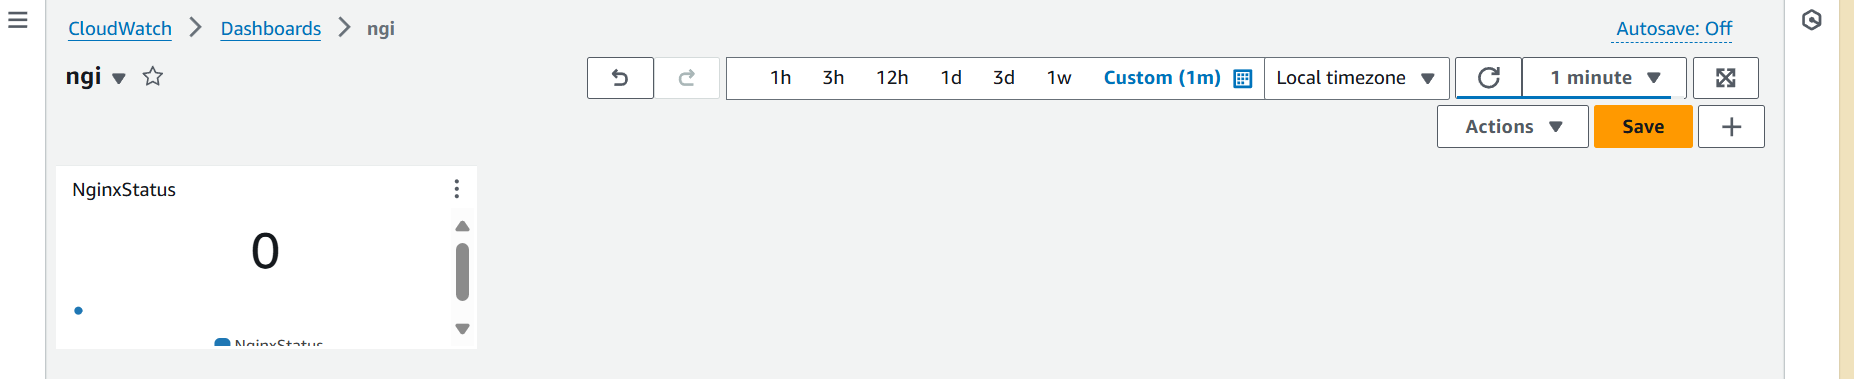 CloudWatch > Dashboards > ngi
Autosave: Off
ngi
1h 3h 12h 1d 3d 1w Custom (1m) Local timezone 1 minute
Actions Save
NginxStatus
0
NginxStatus